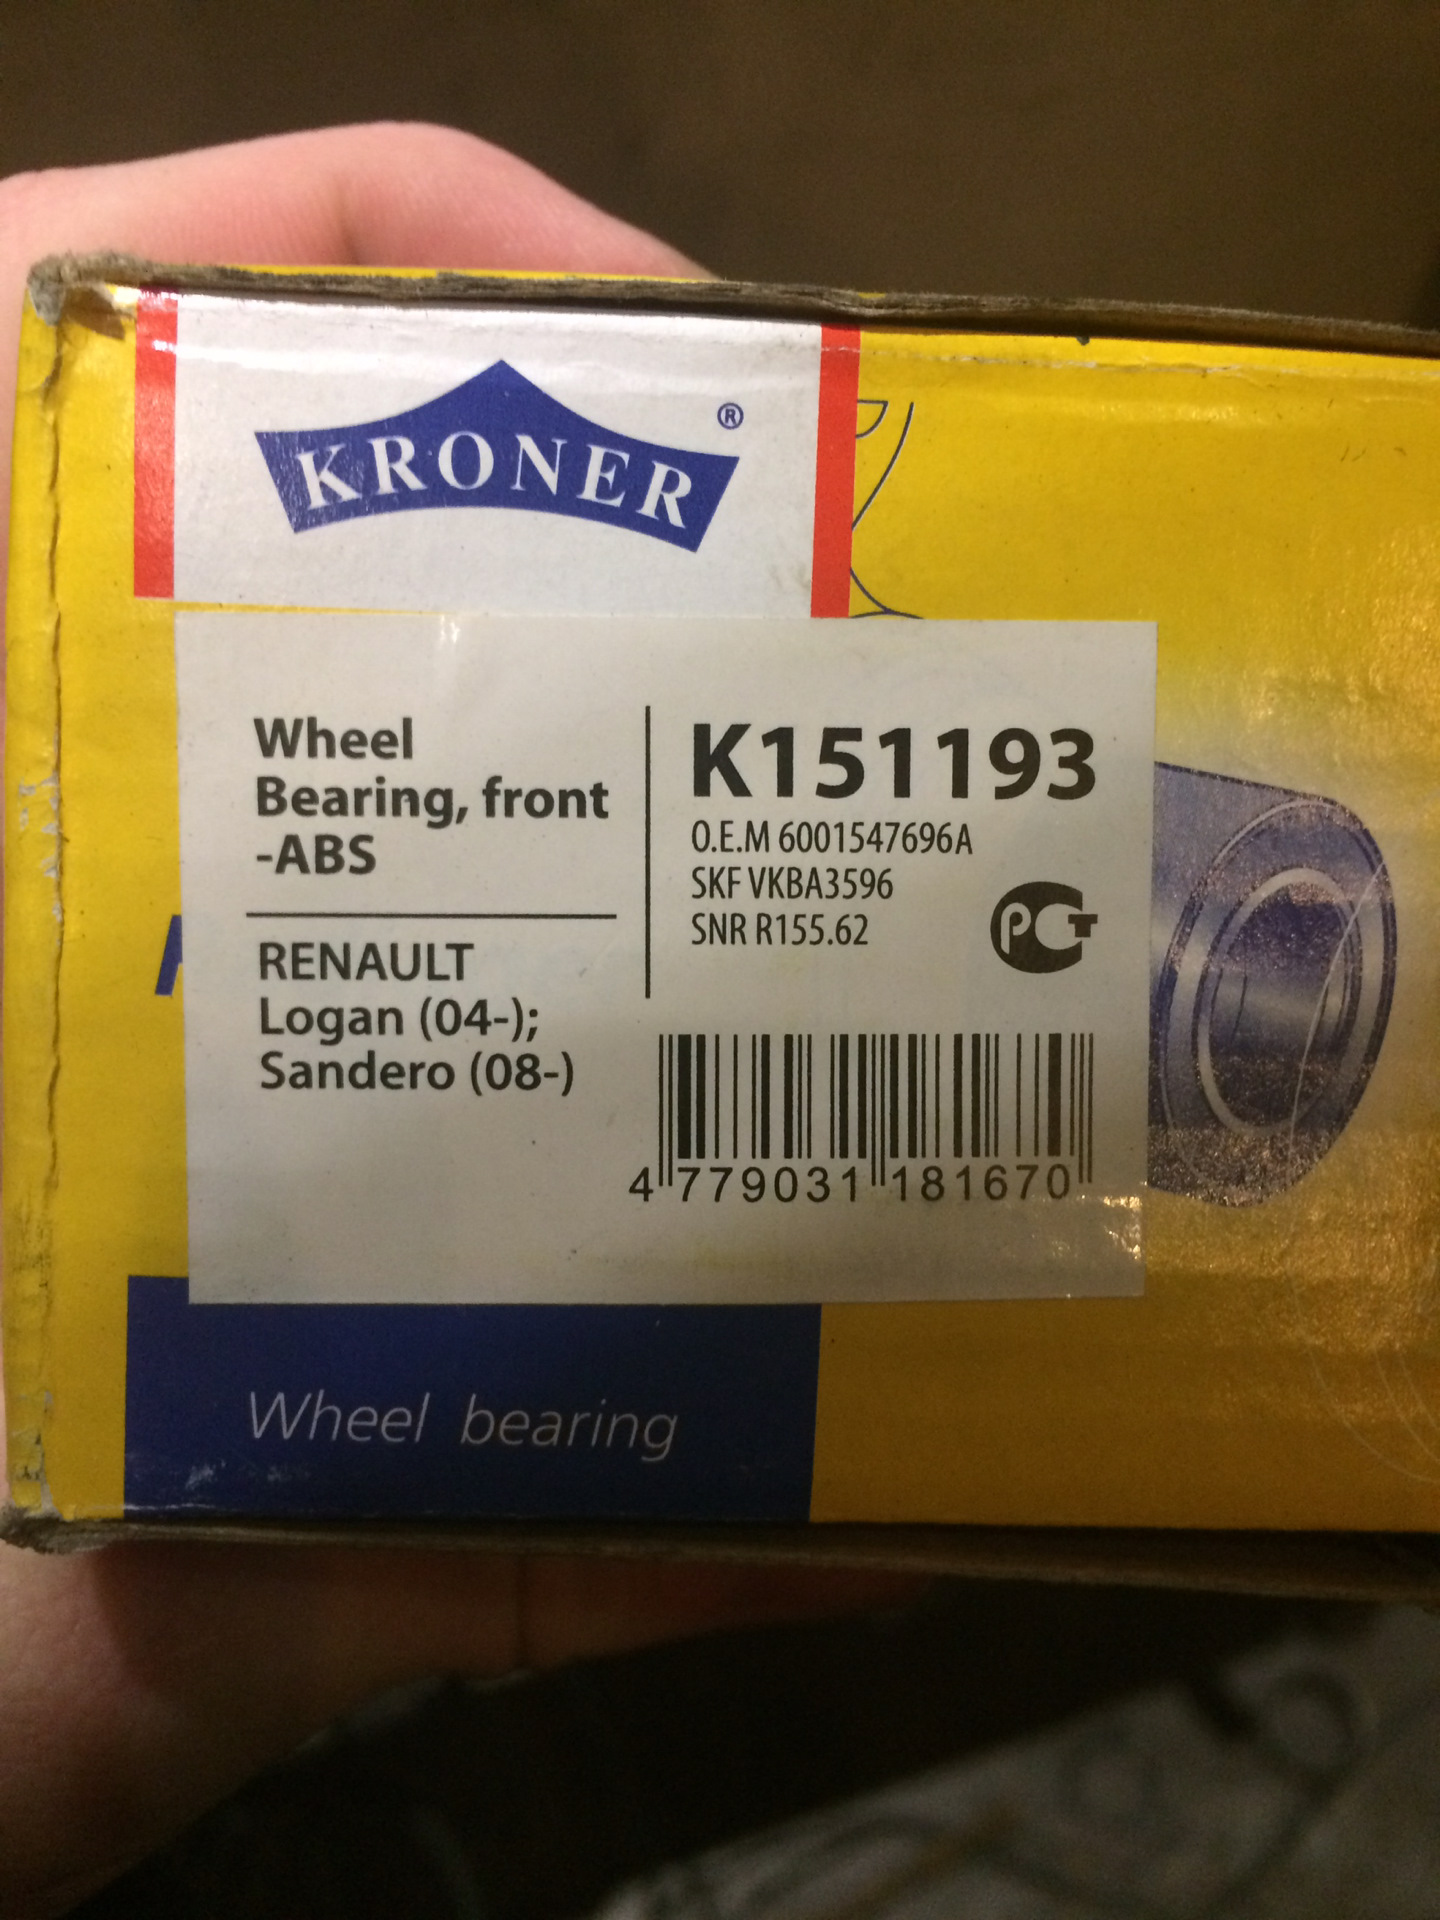 KRONER
®
Wheel
Bearing, front
-ABS
RENAULT
Logan (04-);
Sandero (08-)
K151193
O.E.M 6001547696A
SKF VKBA3596
SNR R155.62
РСТ
4 779031 181670
Wheel bearing